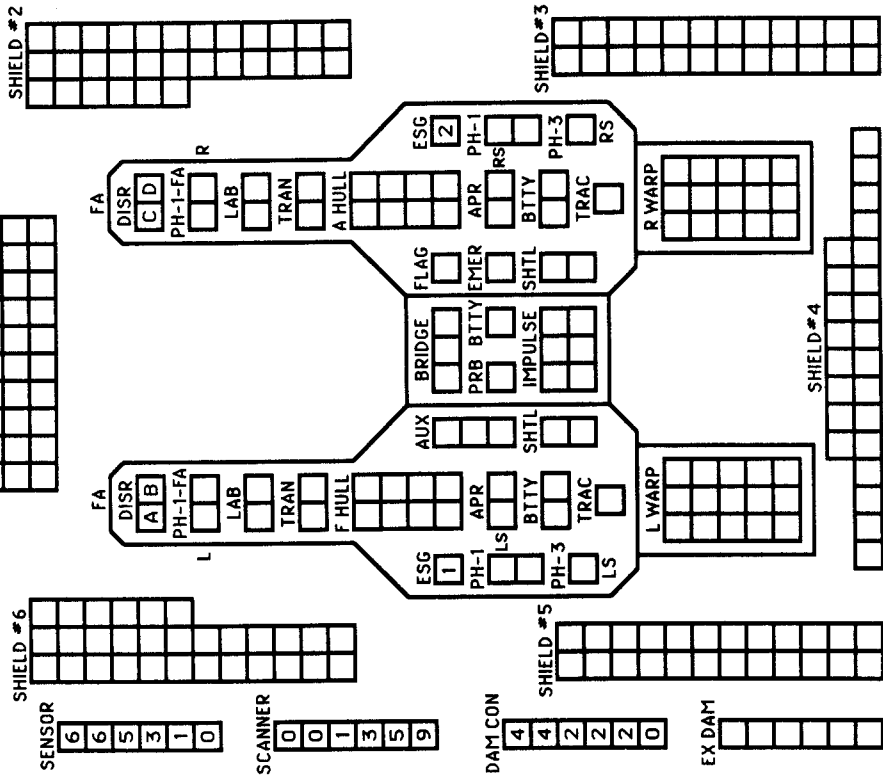 SHIELD #2
SHIELD #3
FA
DISR
C D
PH-1-FA
R
LAB
TRAN
A HULL
ESG
2
PH-1
RS
APR
PH-3
RS
BTTY
TRAC
R WARP
FLAG
EMER
SHTL
BRIDGE
PRB BTTY
IMPULSE
AUX
SHTL
SHIELD #4
FA
DISR
A B
PH-1-FA
L
LAB
TRAN
F HULL
APR
BTTY
TRAC
L WARP
ESG
1
PH-1
LS
PH-3
LS
SHIELD #6
SHIELD #5
SENSOR
6 6 5 3 1 0
SCANNER
0 0 1 3 5 9
DAM CON
4 4 2 2 2 0
EX DAM